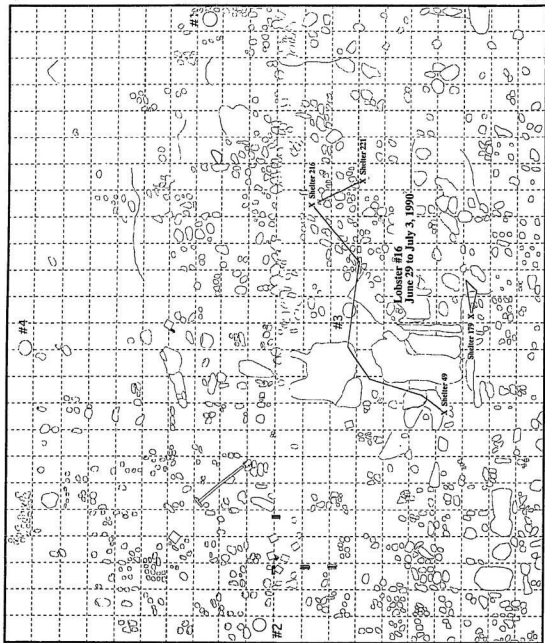 #4
#3
X Shelter 216
X Shelter 221
#3
Lobster #16
June 29 to July 3, 1990
Shelter 179 X
X Shelter 49
#2